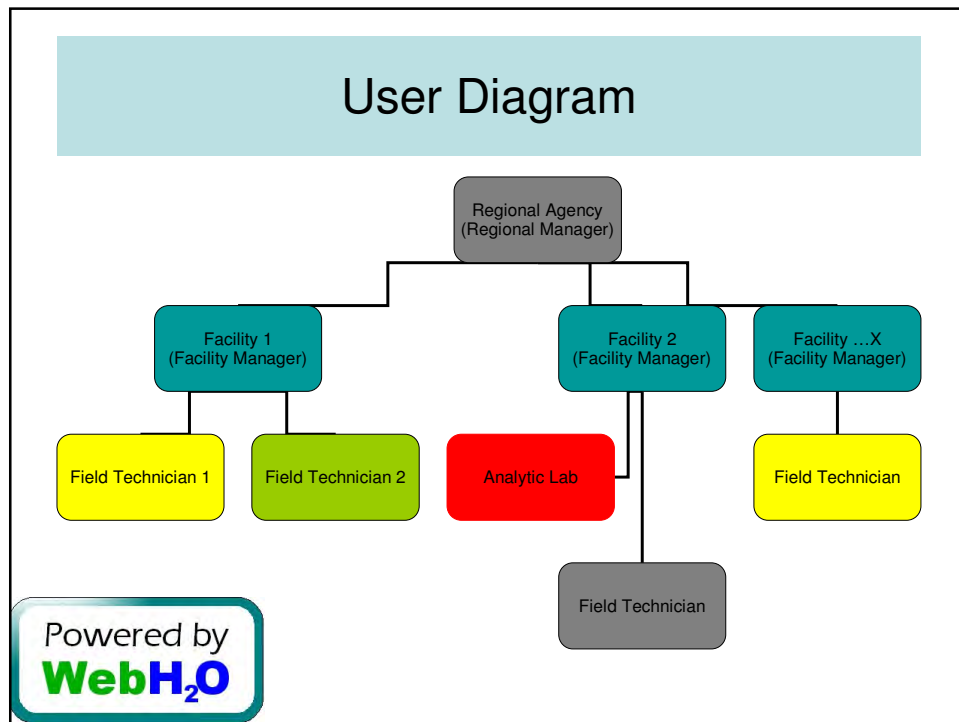 User Diagram
Regional Agency
(Regional Manager)
Facility 1
(Facility Manager)
Facility 2
(Facility Manager)
Facility …X
(Facility Manager)
Field Technician 1
Field Technician 2
Analytic Lab
Field Technician
Field Technician
Powered by
WebH₂O